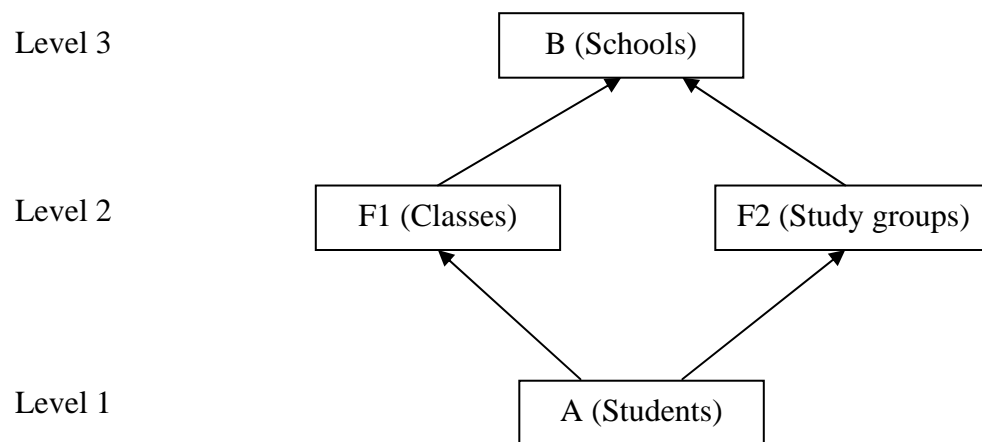 Level 3
B (Schools)
Level 2
F1 (Classes)
F2 (Study groups)
Level 1
A (Students)